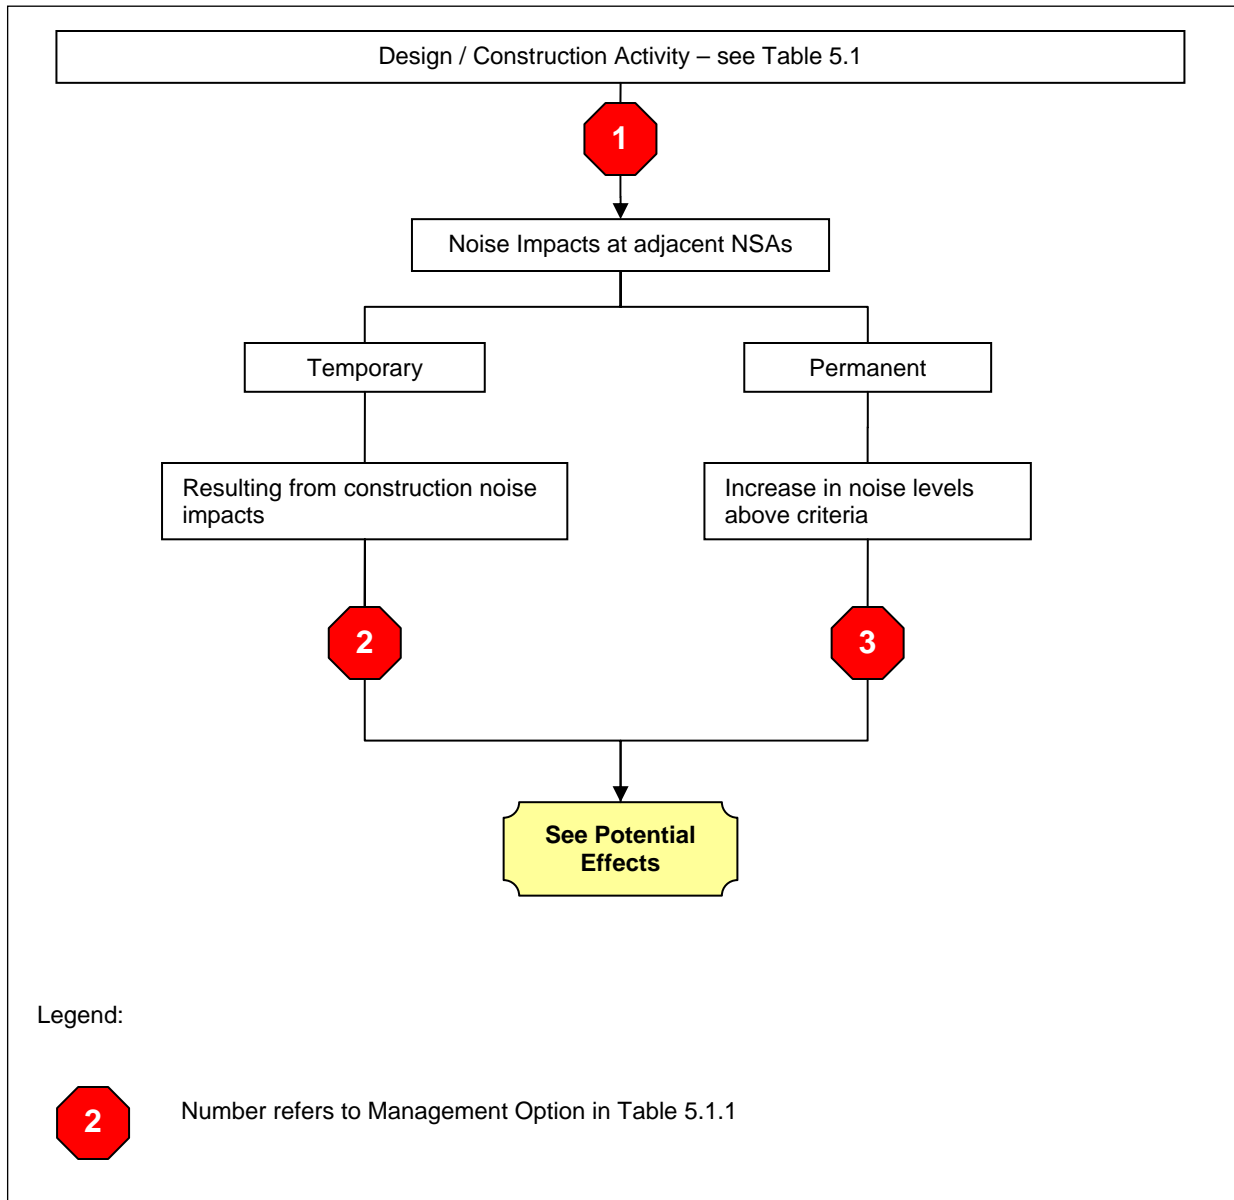 Design / Construction Activity – see Table 5.1
1
Noise Impacts at adjacent NSAs
Temporary
Permanent
Resulting from construction noise
impacts
Increase in noise levels
above criteria
2
3
See Potential
Effects
Legend:
2
Number refers to Management Option in Table 5.1.1